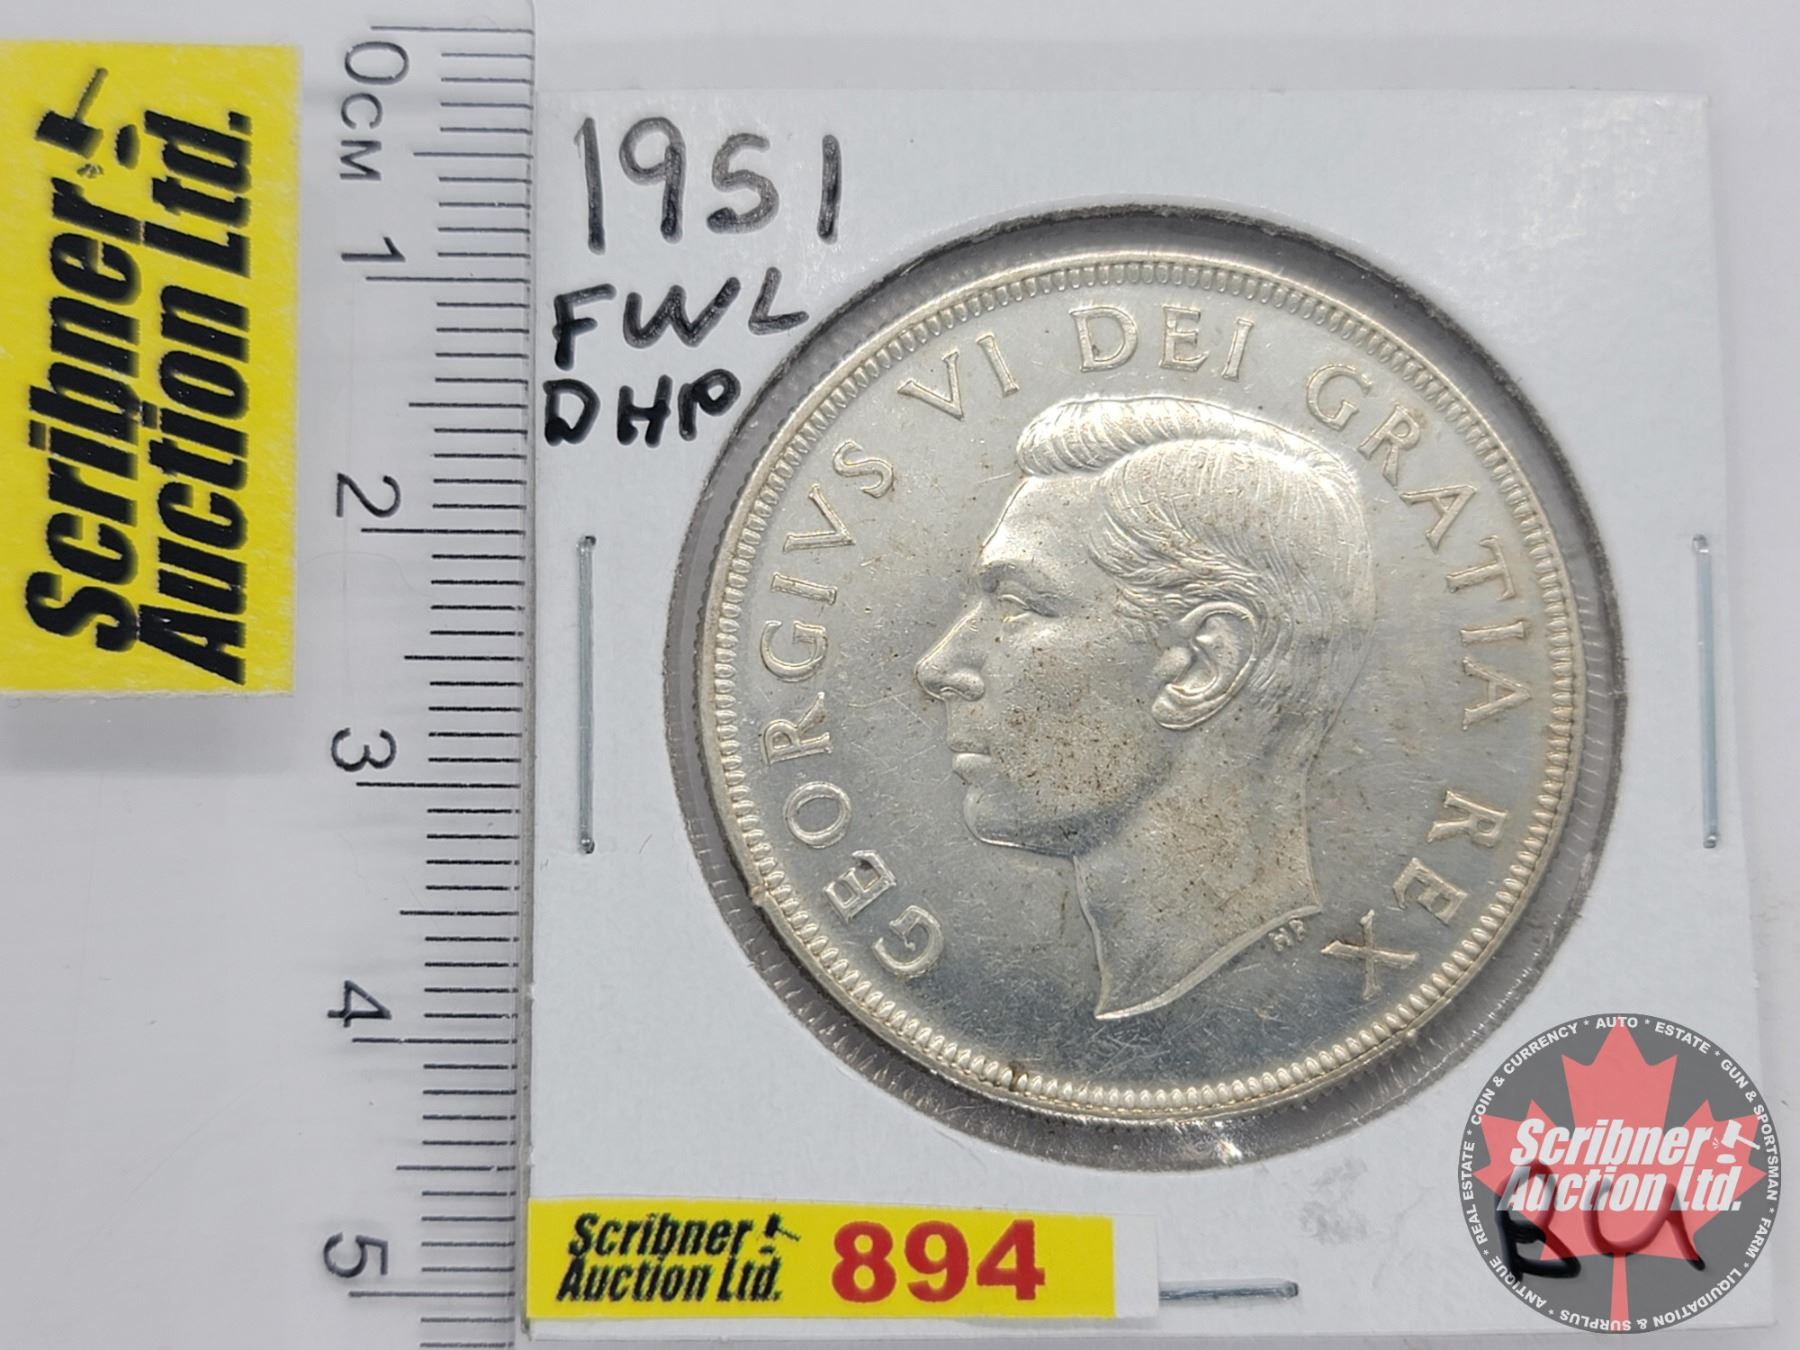 Scribner
Auction Ltd.
0CM
1
2
3
4
5
1951
FWL
DHP
GEORGIVS VI DEI GRATIA REX
HP
Scribner
Auction Ltd.
894
BU
COIN & CURRENCY * AUTO * ESTATE * GUN & SPORTSMAN * FARM * LIQUIDATION & SURPLUS * ANTIQUE * REAL ESTATE *
Scribner
Auction Ltd.